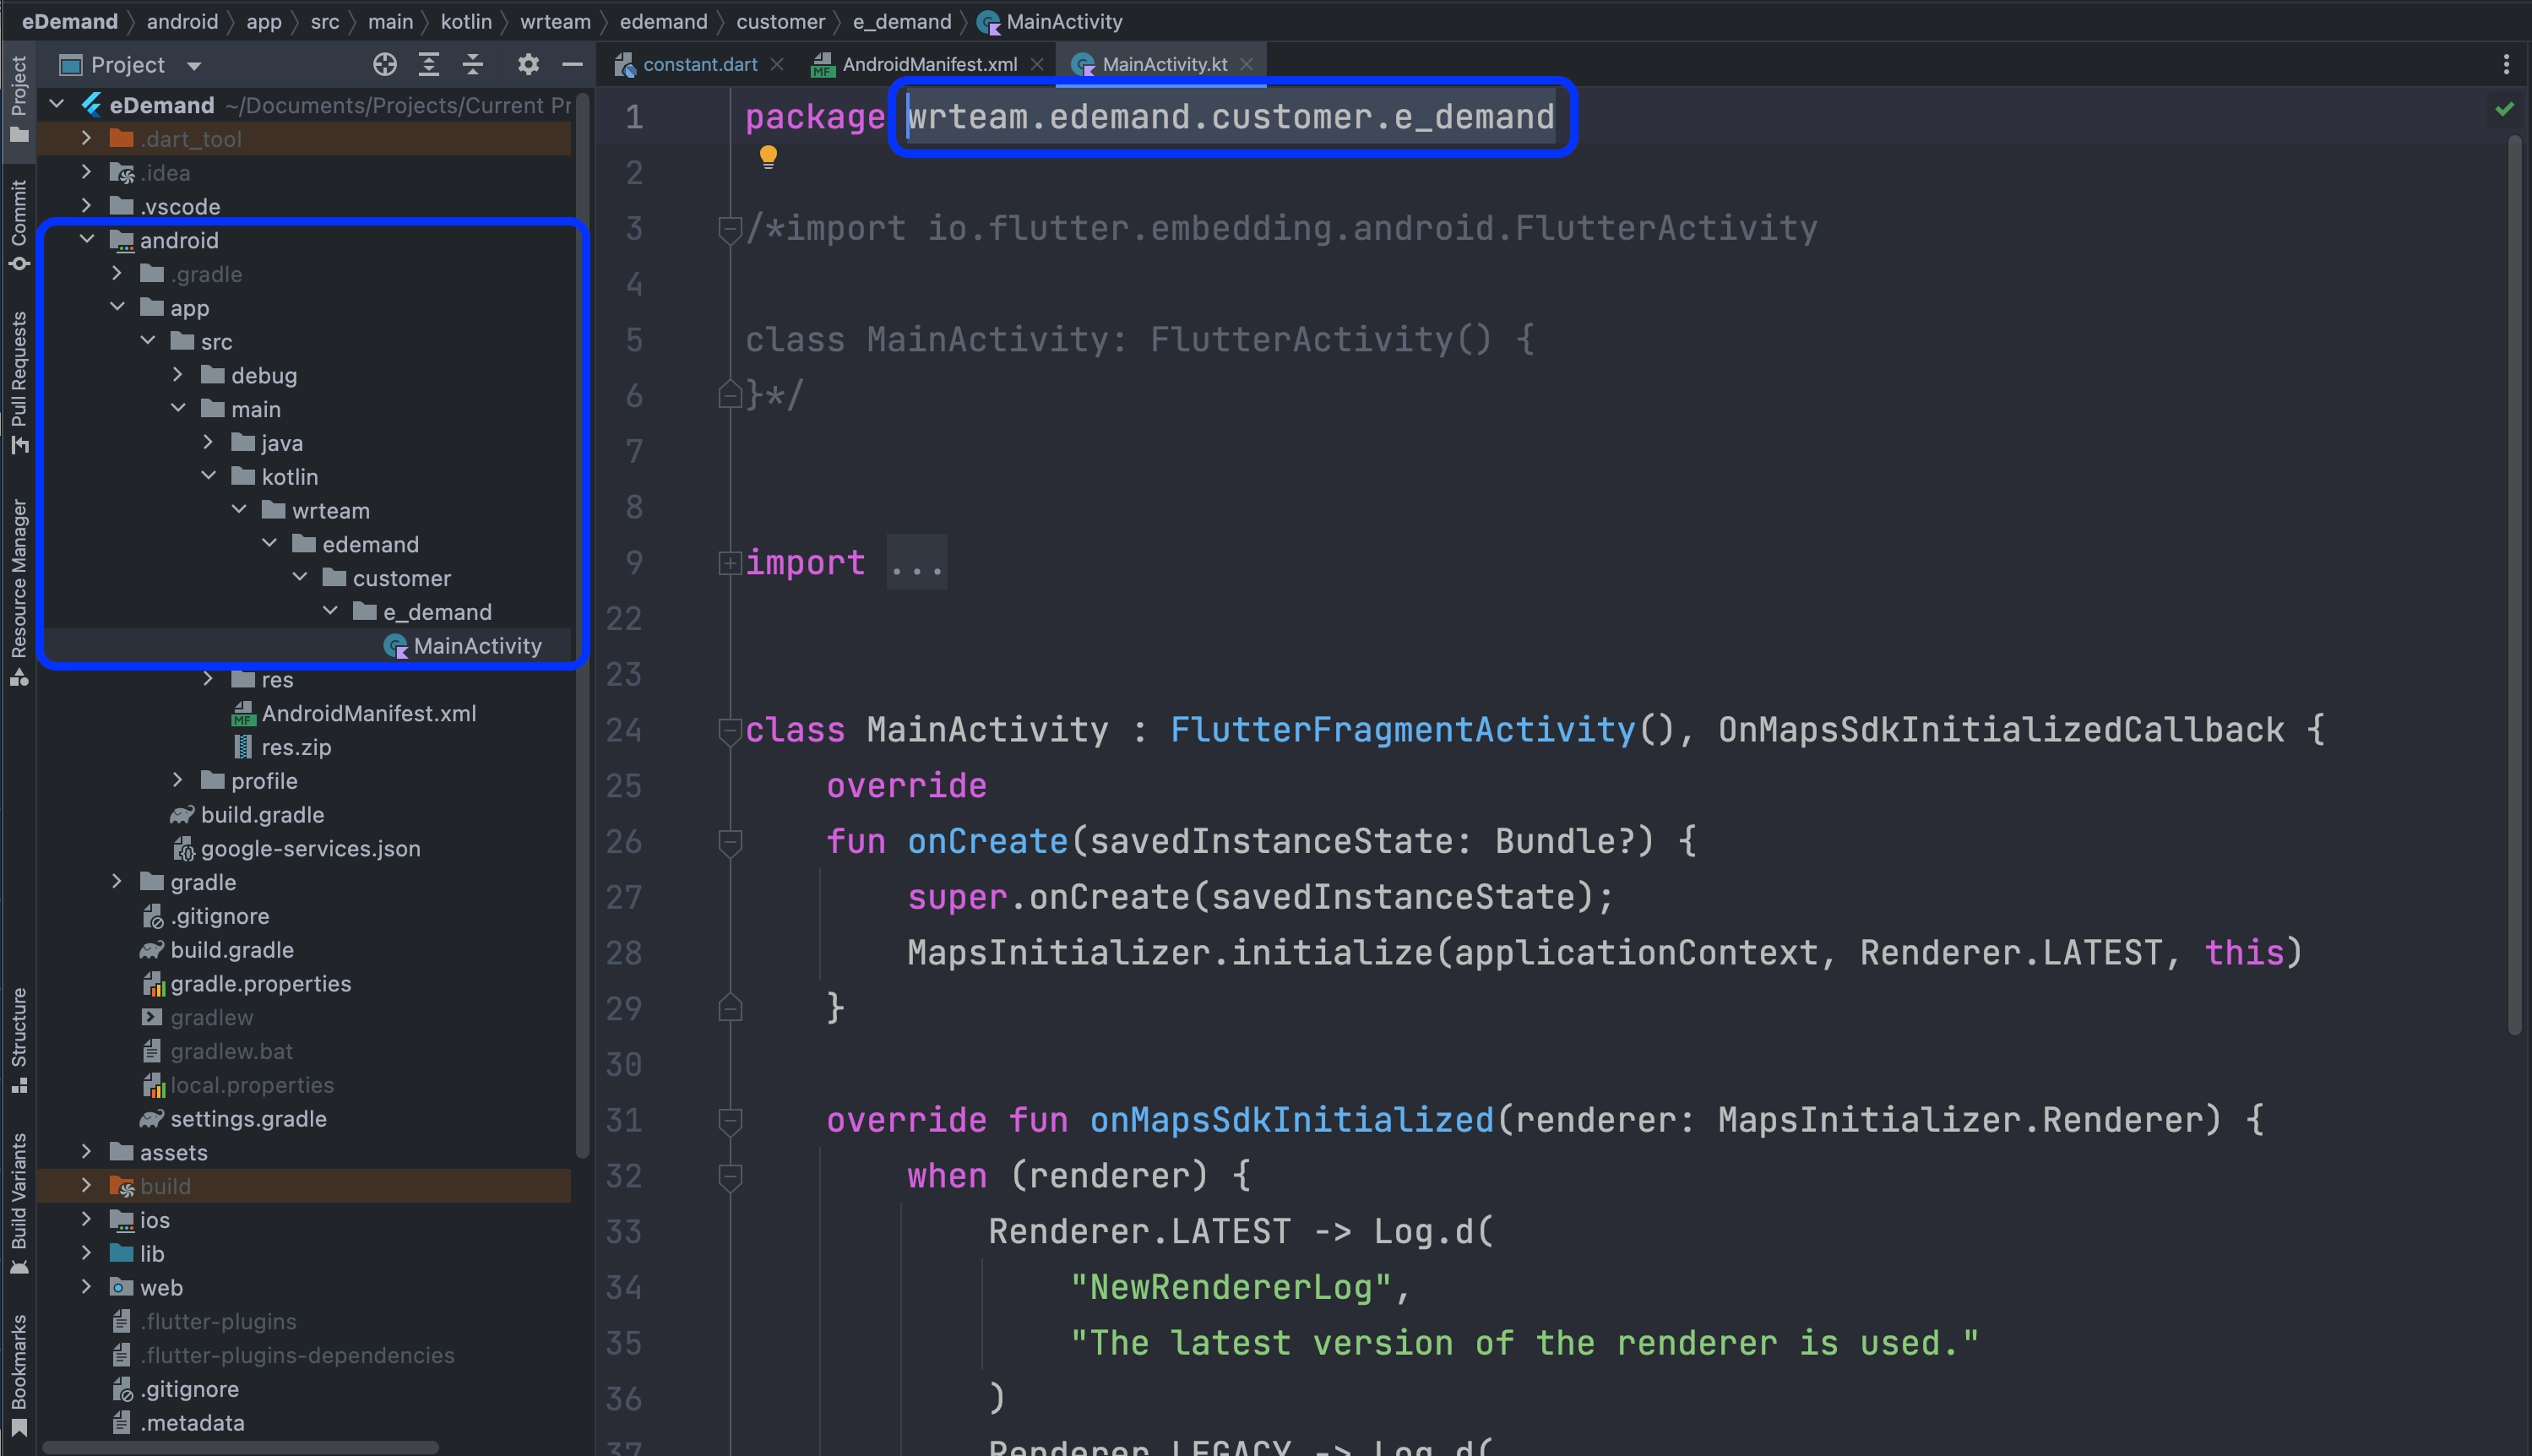 eDemand android app src main kotlin wrteam edemand customer e_demand MainActivity
Project
constant.dart AndroidManifest.xml MainActivity.kt
Project
Commit
Pull Requests
Resource Manager
Structure
Build Variants
Bookmarks
eDemand ~/Documents/Projects/Current Pr
.dart_tool
.idea
.vscode
android
.gradle
app
src
debug
main
java
kotlin
wrteam
edemand
customer
e_demand
MainActivity
res
AndroidManifest.xml
res.zip
profile
build.gradle
google-services.json
gradle
.gitignore
build.gradle
gradle.properties
gradlew
gradlew.bat
local.properties
settings.gradle
assets
build
ios
lib
web
.flutter-plugins
.flutter-plugins-dependencies
.gitignore
.metadata
1 package wrteam.edemand.customer.e_demand
2
3 /*import io.flutter.embedding.android.FlutterActivity
4
5 class MainActivity: FlutterActivity() {
6 }*/
7
8
9 import ...
22
23
24 class MainActivity : FlutterFragmentActivity(), OnMapsSdkInitializedCallback {
25 override
26 fun onCreate(savedInstanceState: Bundle?) {
27 super.onCreate(savedInstanceState);
28 MapsInitializer.initialize(applicationContext, Renderer.LATEST, this)
29 }
30
31 override fun onMapsSdkInitialized(renderer: MapsInitializer.Renderer) {
32 when (renderer) {
33 Renderer.LATEST -> Log.d(
34 "NewRendererLog",
35 "The latest version of the renderer is used."
36 )
37 Renderer.LEGACY -> Log.d(